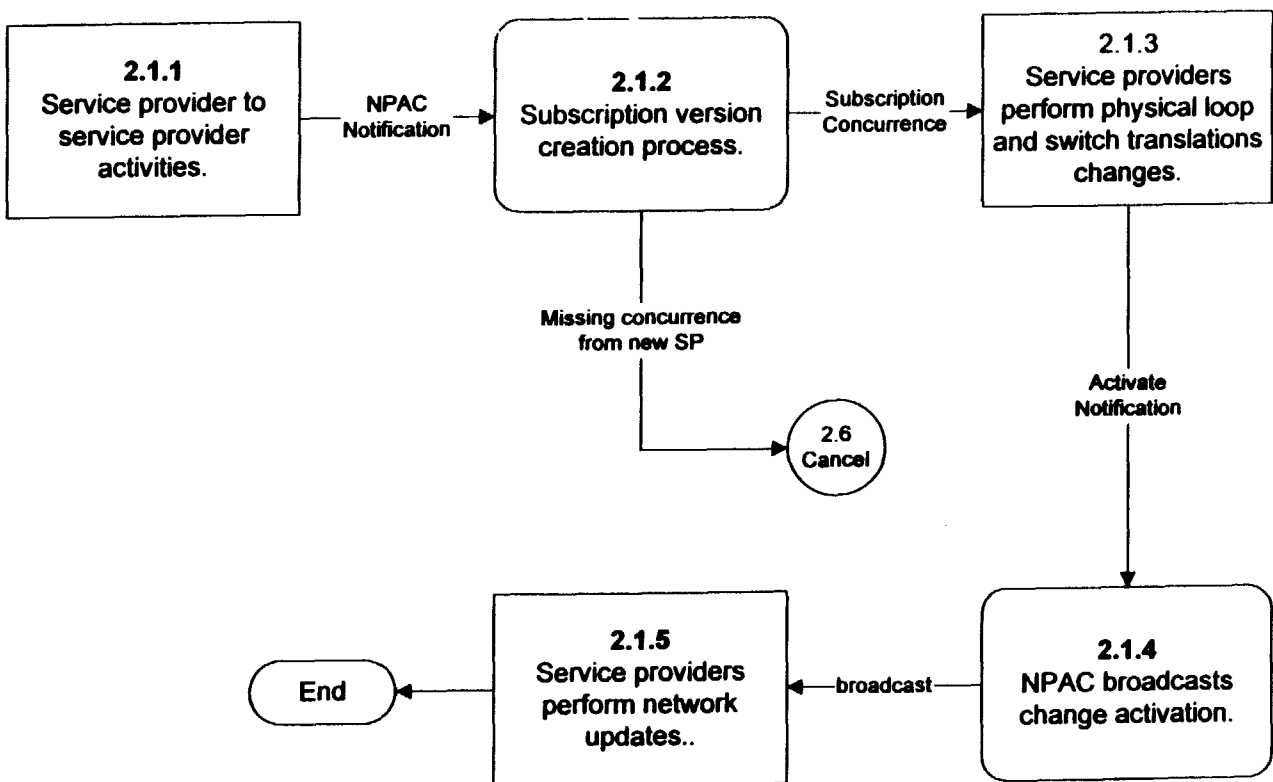 2.1.1
Service provider to
service provider
activities.
NPAC
Notification
2.1.2
Subscription version
creation process.
Subscription
Concurrence
2.1.3
Service providers
perform physical loop
and switch translations
changes.
Missing concurrence
from new SP
2.6
Cancel
Activate
Notification
2.1.4
NPAC broadcasts
change activation.
broadcast
2.1.5
Service providers
perform network
updates..
End